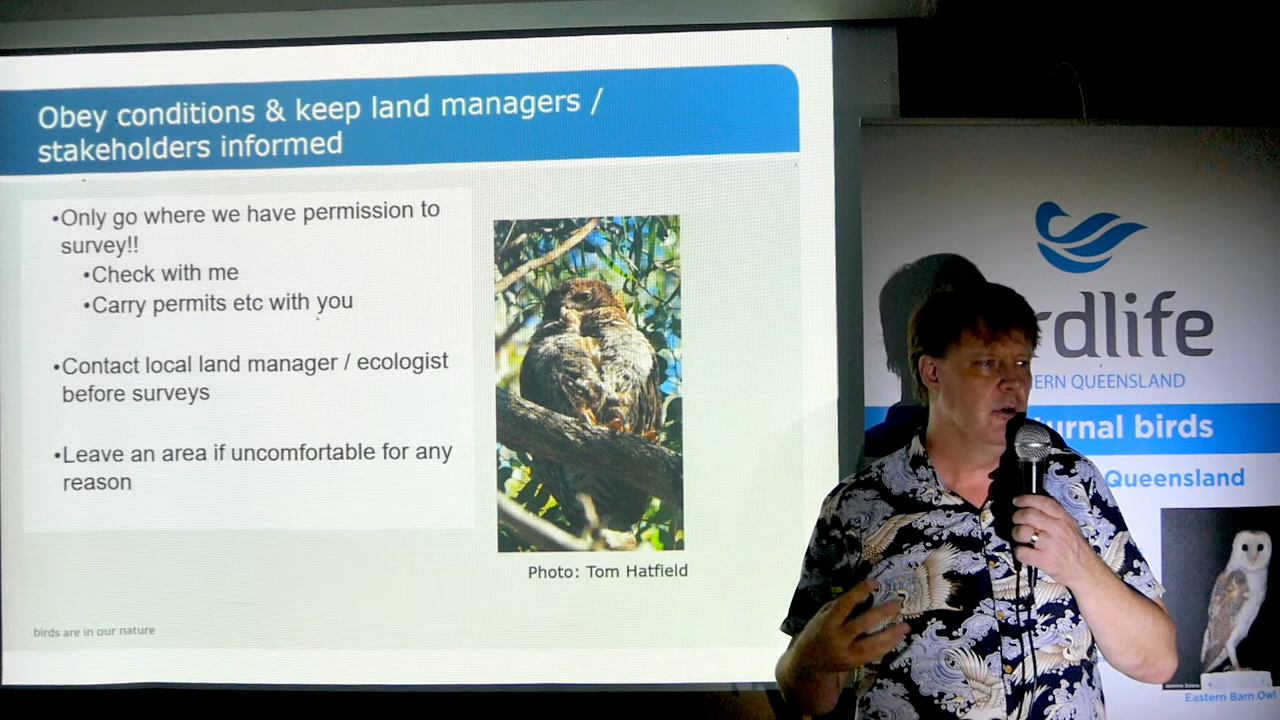 Obey conditions & keep land managers /
stakeholders informed
•Only go where we have permission to
survey!!
•Check with me
•Carry permits etc with you
•Contact local land manager / ecologist
before surveys
•Leave an area if uncomfortable for any
reason
Photo: Tom Hatfield
birds are in our nature
rdlife
ERN QUEENSLAND
turnal birds
Queensland
Eastern Barn Owl